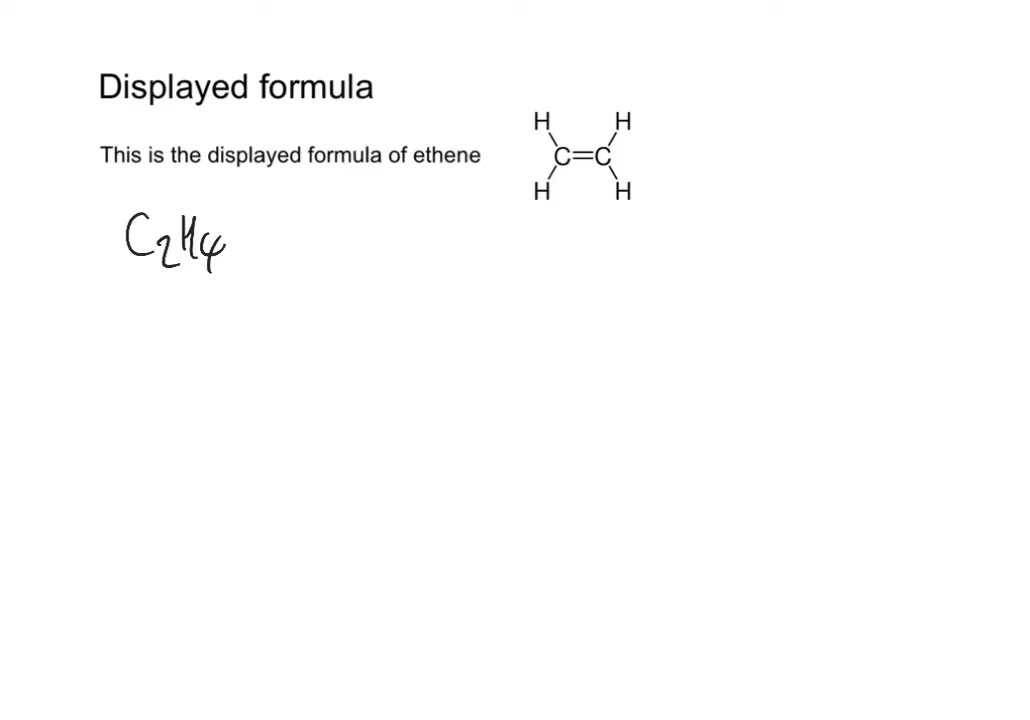 Displayed formula
H H
This is the displayed formula of ethene C=C
H H
C₂H₄